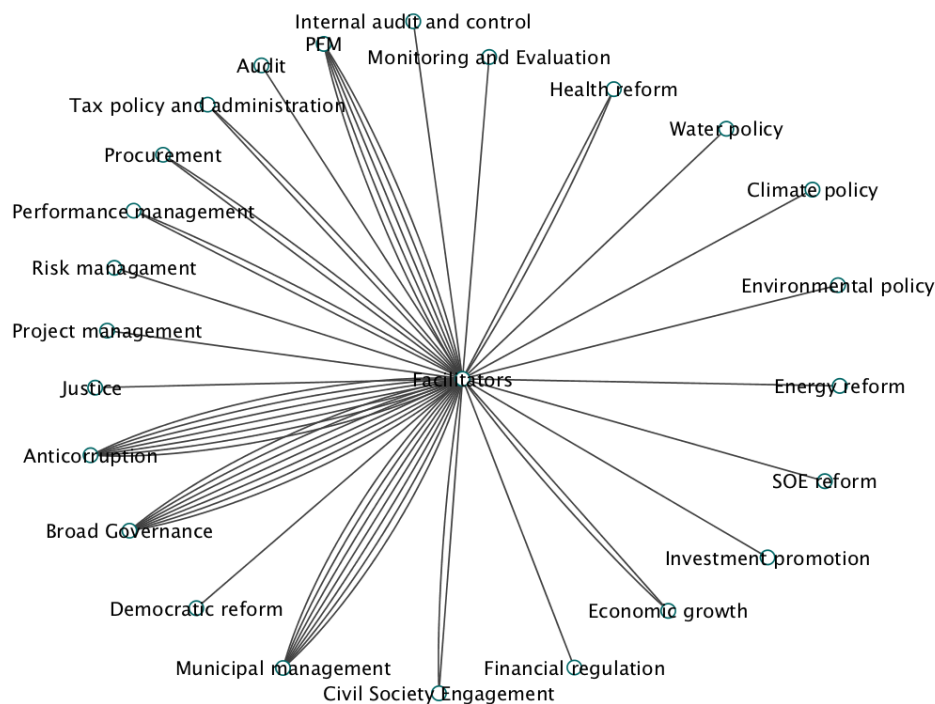 Internal audit and control
PFM
Monitoring and Evaluation
Audit
Health reform
Tax policy and administration
Water policy
Procurement
Climate policy
Performance management
Risk managament
Environmental policy
Project management
Facilitators
Justice
Energy reform
Anticorruption
SOE reform
Broad Governance
Investment promotion
Democratic reform
Economic growth
Municipal management
Financial regulation
Civil Society Engagement